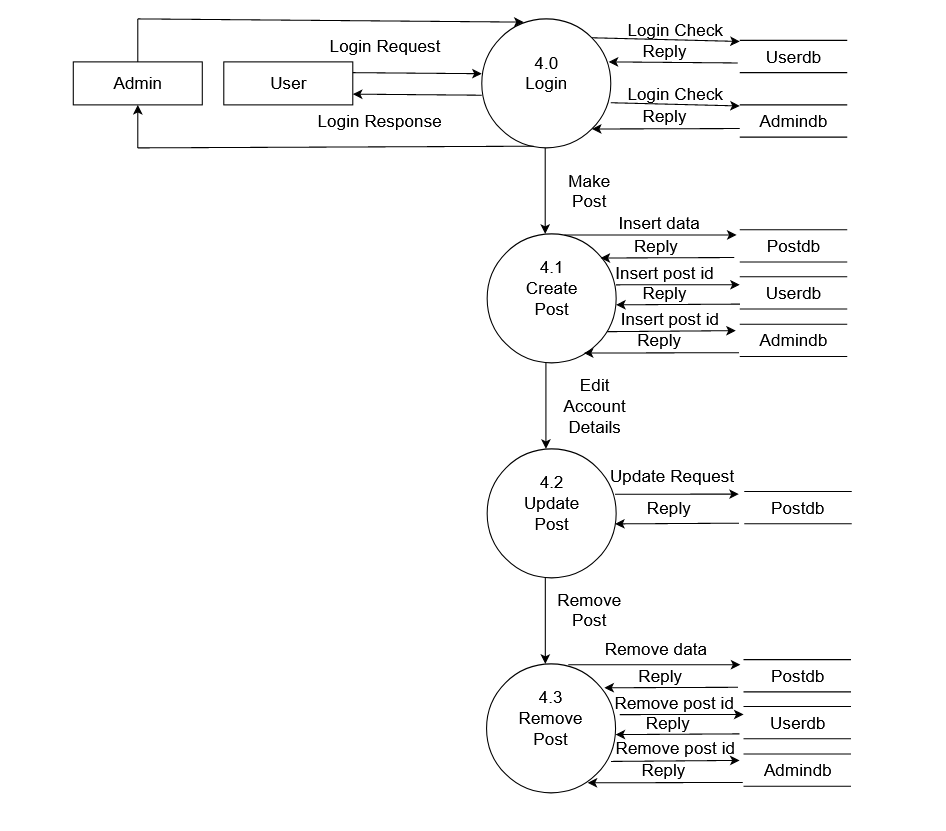 Login Check
Login Request
Reply
4.0
Login
Userdb
Admin
User
Login Check
Login Response
Reply
Admindb
Make
Post
Insert data
Reply
Postdb
4.1
Create
Post
Insert post id
Reply
Userdb
Insert post id
Reply
Admindb
Edit
Account
Details
4.2
Update
Post
Update Request
Reply
Postdb
Remove
Post
Remove data
Reply
Postdb
4.3
Remove
Post
Remove post id
Reply
Userdb
Remove post id
Reply
Admindb